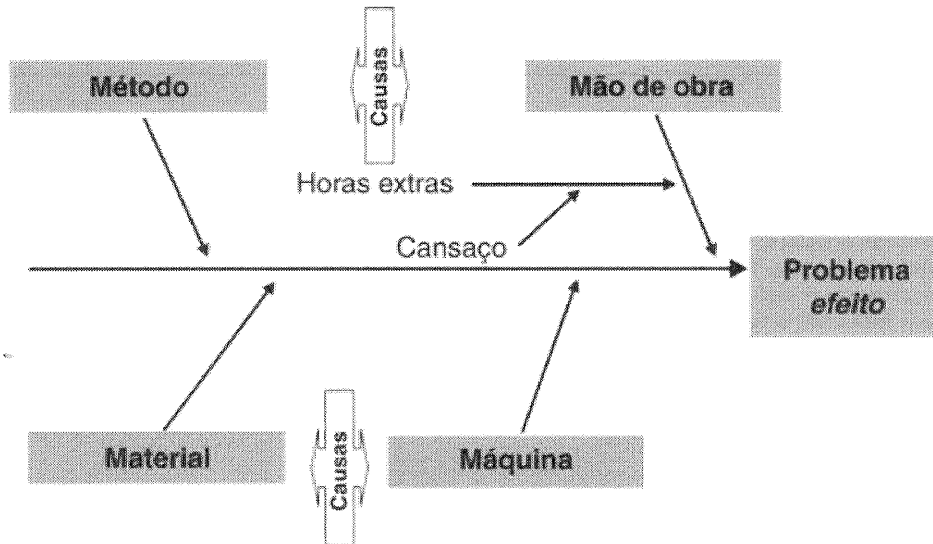 Causas
Método
Mão de obra
Horas extras
Cansaço
Problema
efeito
Material
Causas
Máquina